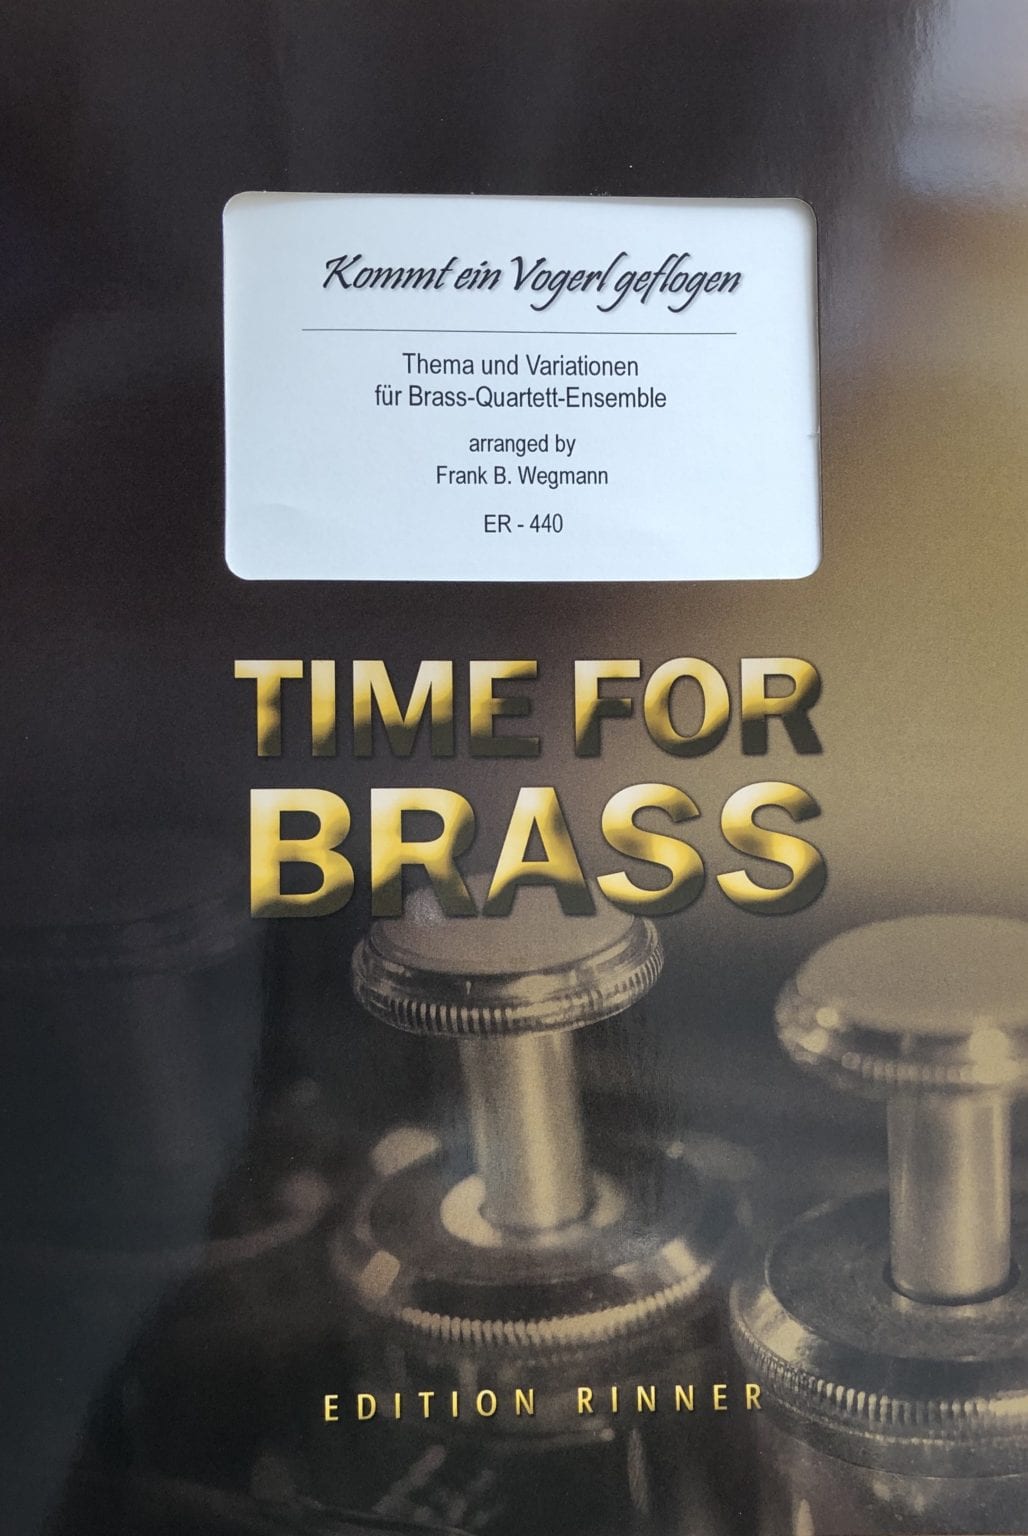 Kommt ein Vogerl geflogen
Thema und Variationen
für Brass-Quartett-Ensemble
arranged by
Frank B. Wegmann
ER - 440
TIME FOR
BRASS
EDITION RINNER